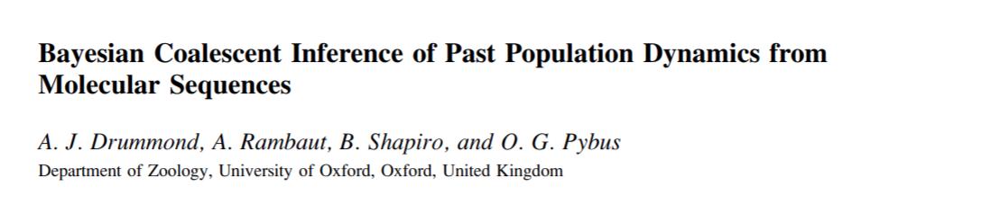 Bayesian Coalescent Inference of Past Population Dynamics from
Molecular Sequences
A. J. Drummond, A. Rambaut, B. Shapiro, and O. G. Pybus
Department of Zoology, University of Oxford, Oxford, United Kingdom